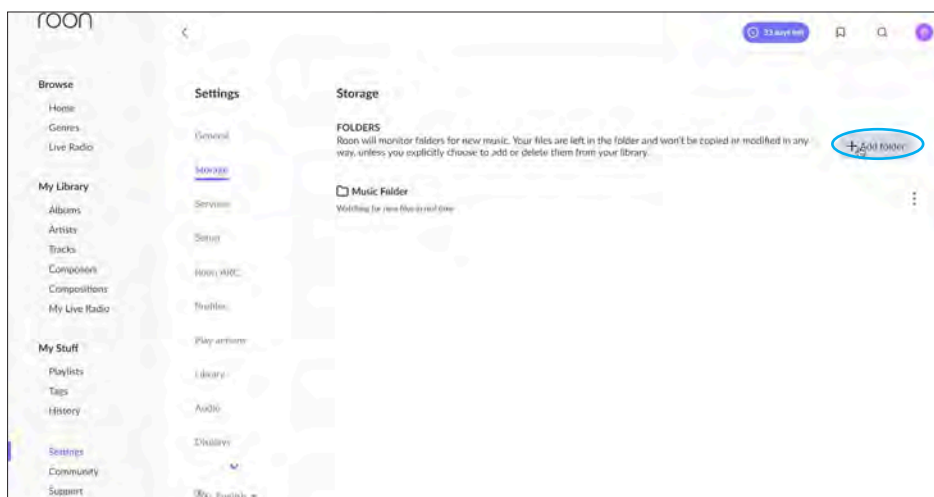 roon
13 days left
Browse
Home
Genres
Live Radio
My Library
Albums
Artists
Tracks
Composers
Compositions
My Live Radio
My Stuff
Playlists
Tags
History
Settings
Community
Support
Settings
General
Storage
Services
Setup
Roon ARC
Profiles
Play actions
Library
Audio
Displays
English
Storage
FOLDERS
Roon will monitor folders for new music. Your files are left in the folder and won't be copied or modified in any
way, unless you explicitly choose to add or delete them from your library.
+ Add folder
Music Folder
Watching for new files in real time